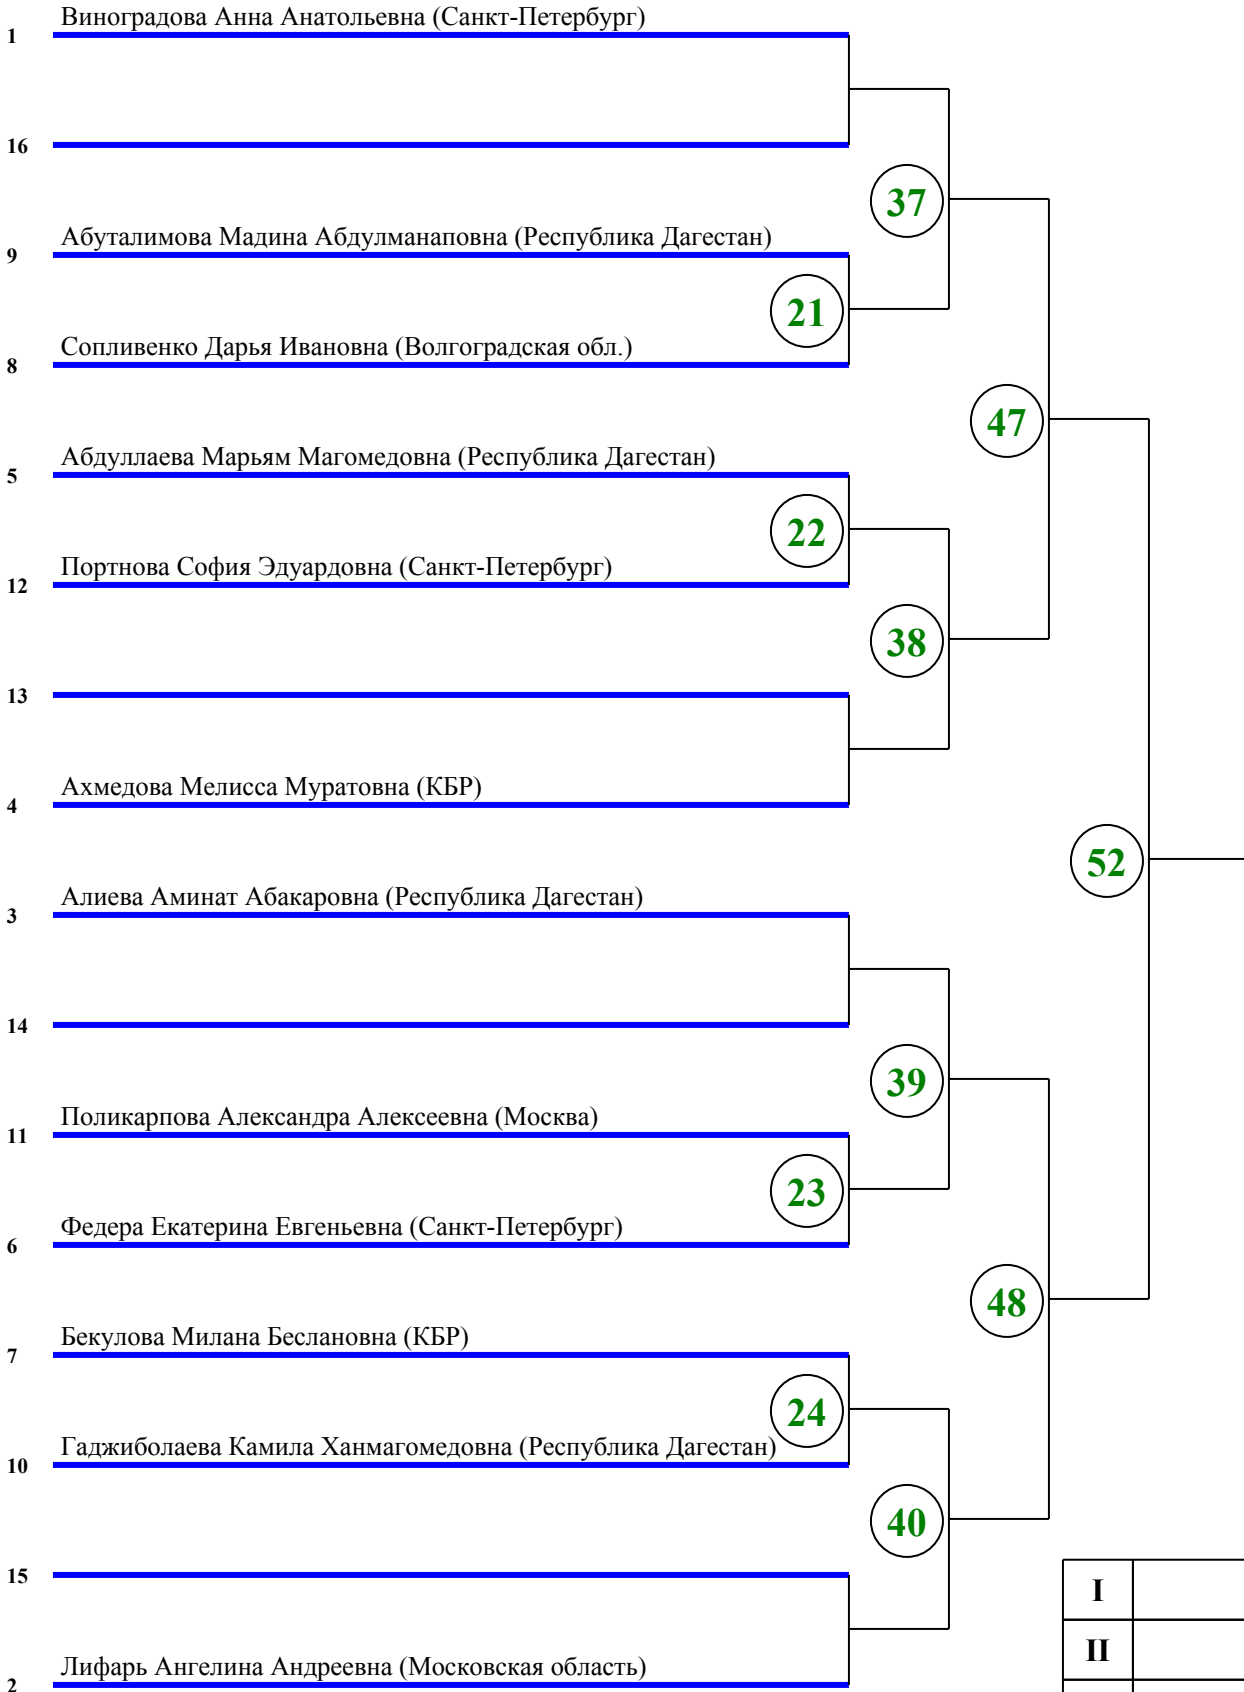 Виноградова Анна Анатольевна (Санкт-Петербург)
1
16
37
Абуталимова Мадина Абдулманаповна (Республика Дагестан)
9
21
Сопливенко Дарья Ивановна (Волгоградская обл.)
8
47
Абдуллаева Марьям Магомедовна (Республика Дагестан)
5
22
Портнова София Эдуардовна (Санкт-Петербург)
12
38
13
Ахмедова Мелисса Муратовна (КБР)
4
52
Алиева Аминат Абакаровна (Республика Дагестан)
3
14
39
Поликарпова Александра Алексеевна (Москва)
11
23
Федера Екатерина Евгеньевна (Санкт-Петербург)
6
48
Бекулова Милана Беслановна (КБР)
7
24
Гаджиболаева Камила Ханмагомедовна (Республика Дагестан)
10
40
15
I
II
Лифарь Ангелина Андреевна (Московская область)
2